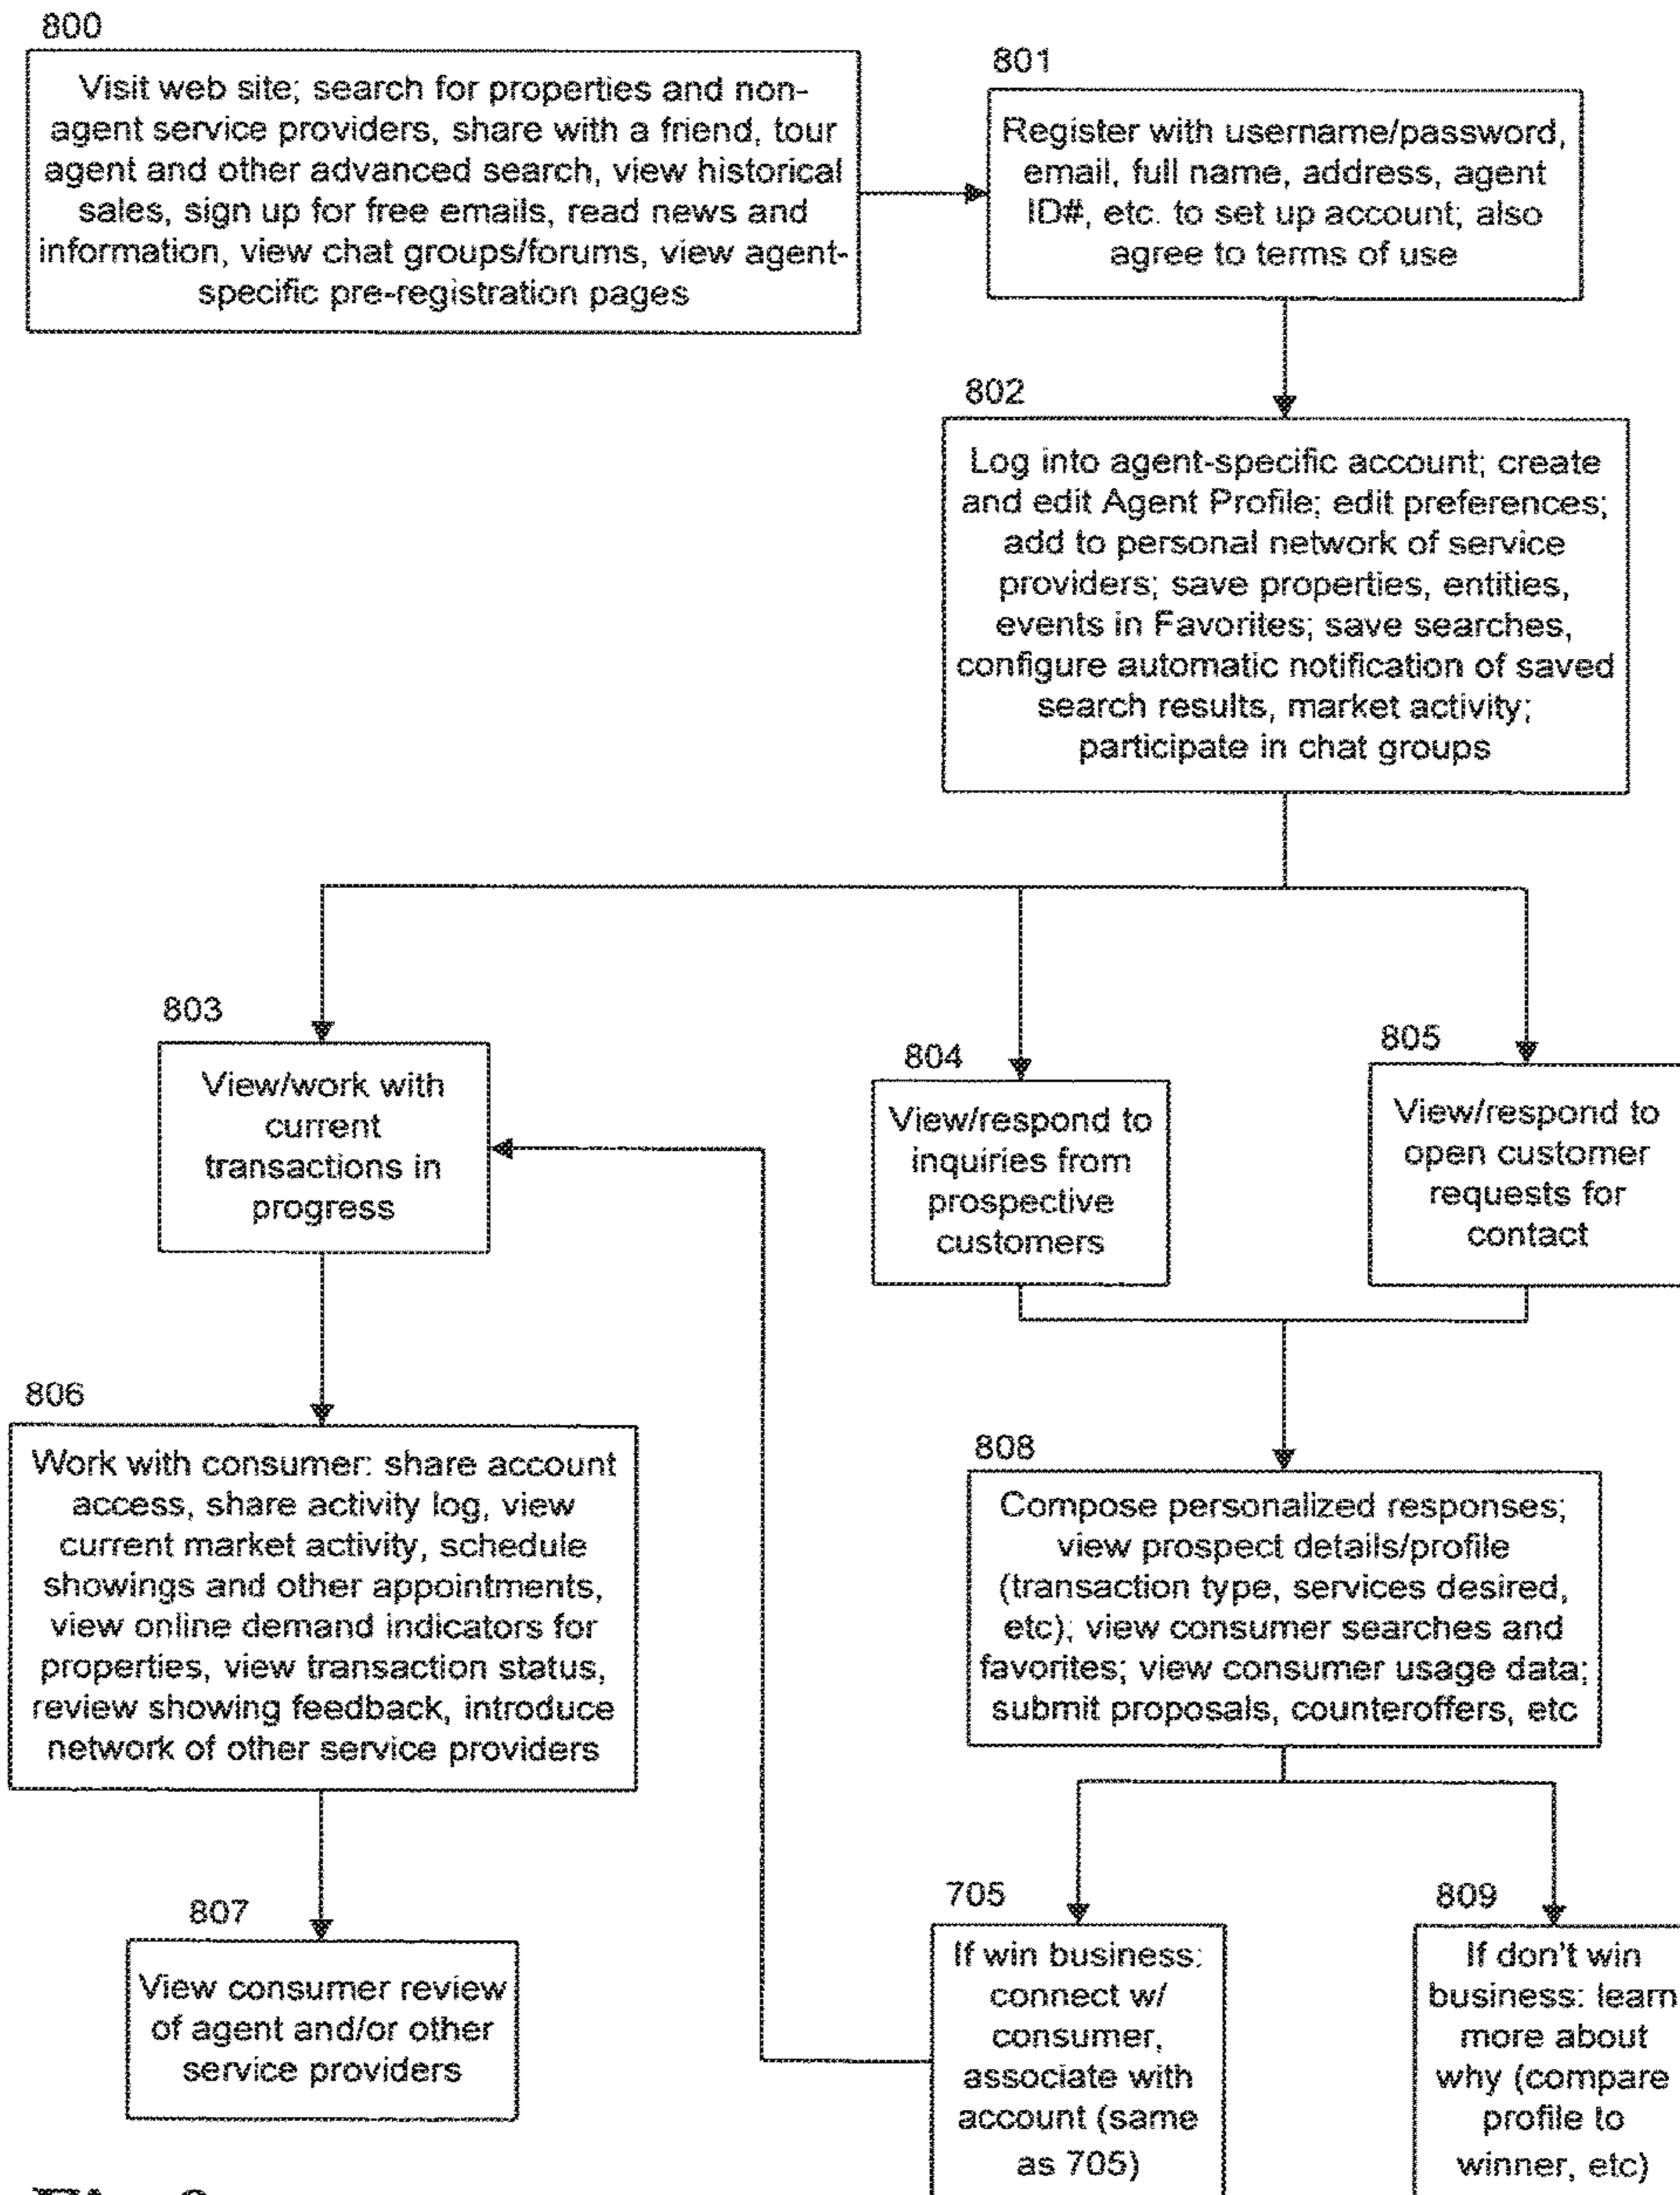 800
Visit web site; search for properties and non-
agent service providers, share with a friend, tour
agent and other advanced search, view historical
sales, sign up for free emails, read news and
information, view chat groups/forums, view agent-
specific pre-registration pages
801
Register with username/password,
email, full name, address, agent
ID#, etc. to set up account; also
agree to terms of use
802
Log into agent-specific account; create
and edit Agent Profile; edit preferences;
add to personal network of service
providers; save properties, entities,
events in Favorites; save searches,
configure automatic notification of saved
search results, market activity;
participate in chat groups
803
View/work with
current
transactions in
progress
804
View/respond to
inquiries from
prospective
customers
805
View/respond to
open customer
requests for
contact
806
Work with consumer: share account
access, share activity log, view
current market activity, schedule
showings and other appointments,
view online demand indicators for
properties, view transaction status,
review showing feedback, introduce
network of other service providers
808
Compose personalized responses;
view prospect details/profile
(transaction type, services desired,
etc); view consumer searches and
favorites; view consumer usage data;
submit proposals, counteroffers, etc
807
View consumer review
of agent and/or other
service providers
705
If win business:
connect w/
consumer,
associate with
account (same
as 705)
809
If don't win
business: learn
more about
why (compare
profile to
winner, etc)